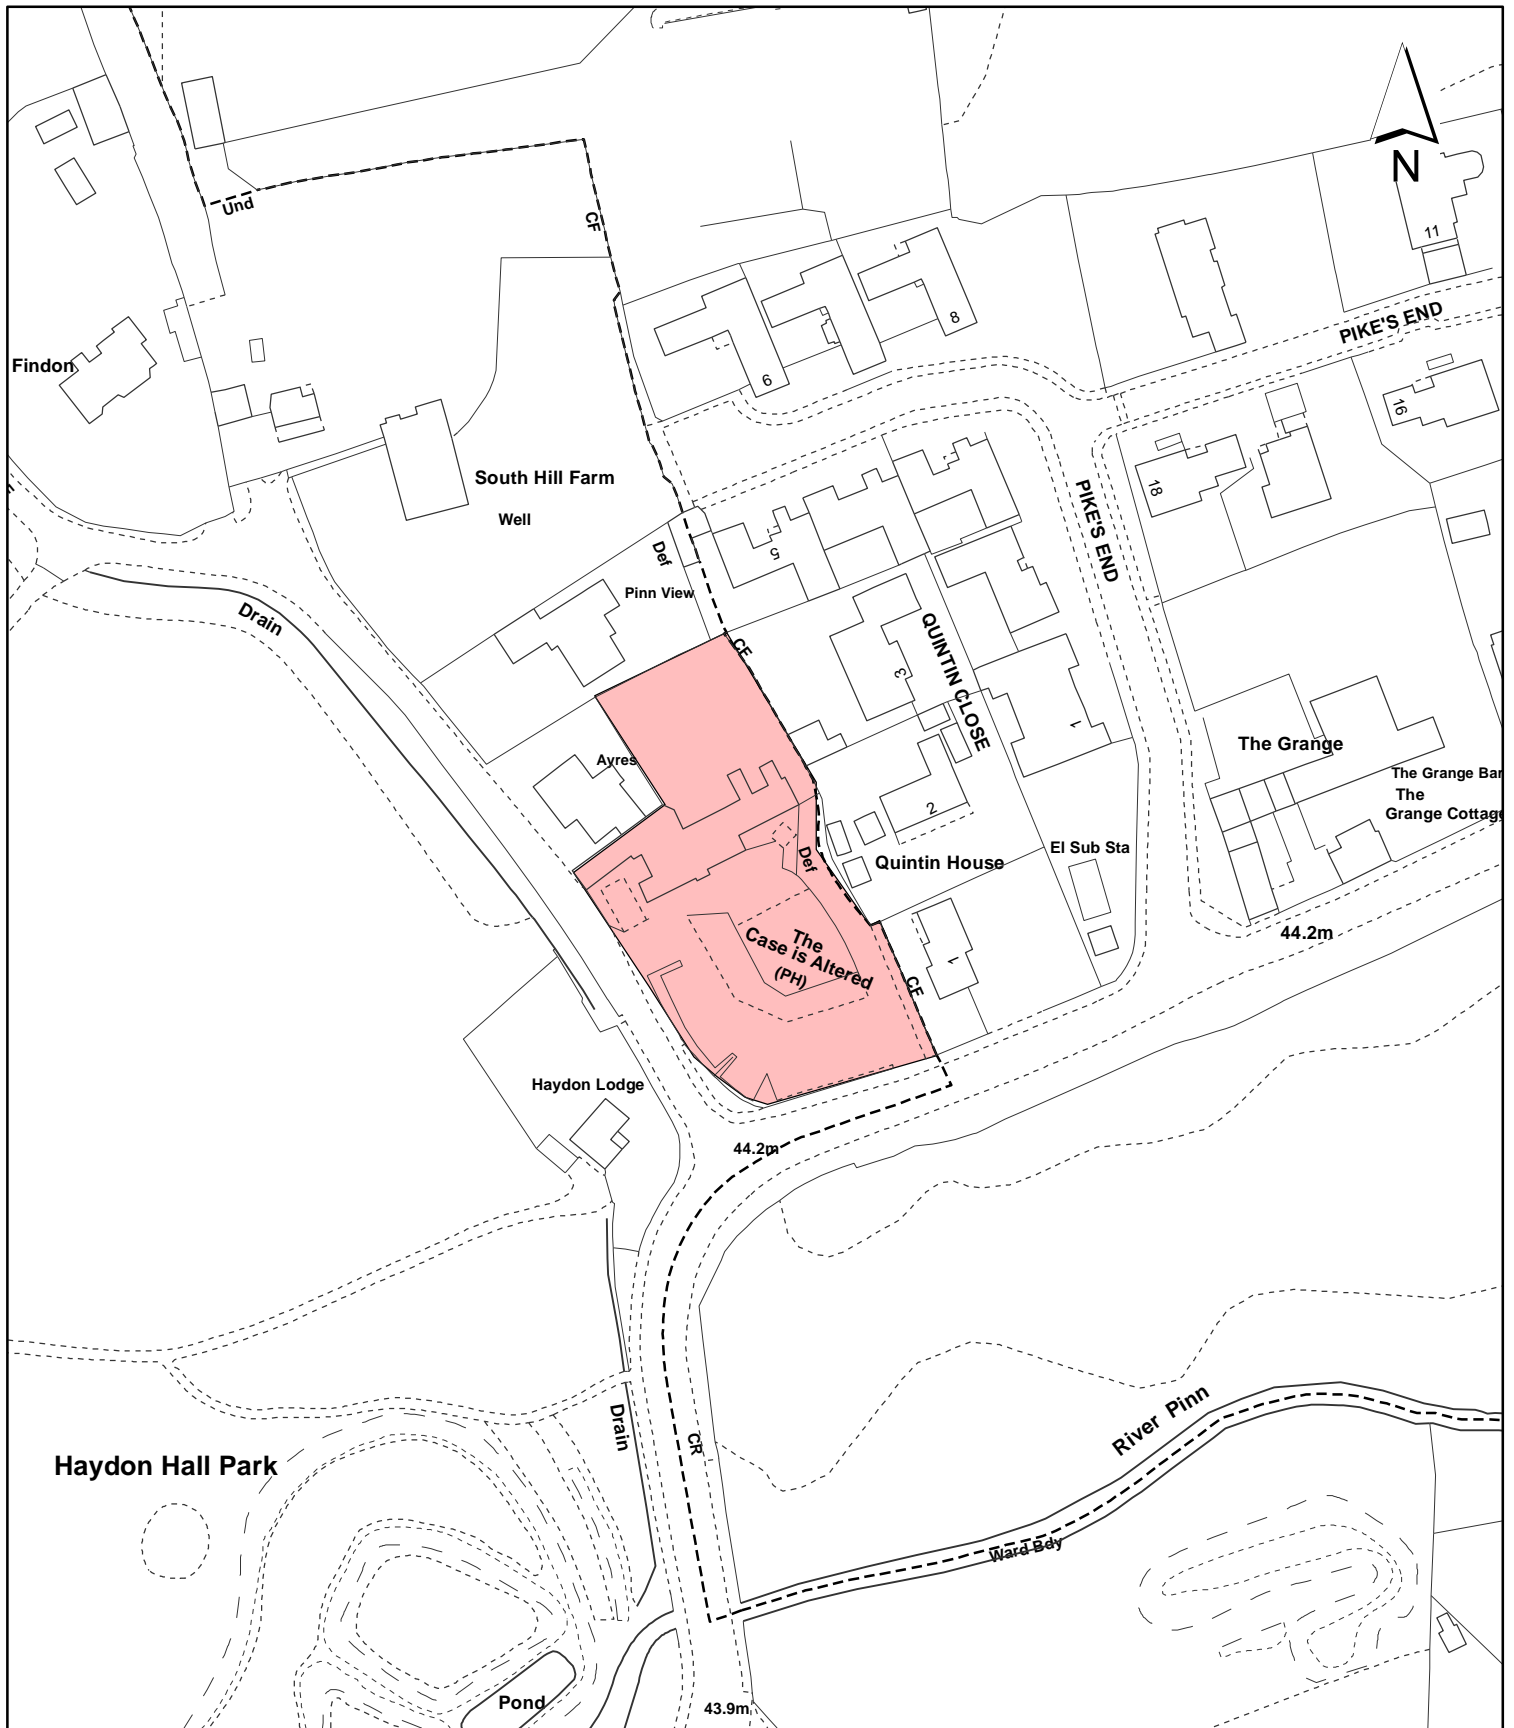 N
Und
CF
11
PIKE'S END
8
6
Findon
16
South Hill Farm
18
Well
PIKE'S END
Def
5
Pinn View
Drain
QUINTIN CLOSE
CF
3
1
The Grange
Ayres
The Grange Bar
The
Grange Cottage
2
El Sub Sta
Def
Quintin House
44.2m
The
Case is Altered
(PH)
1
CF
Haydon Lodge
44.2m
River Pinn
Drain
CR
Haydon Hall Park
Ward Bdy
Pond
43.9m